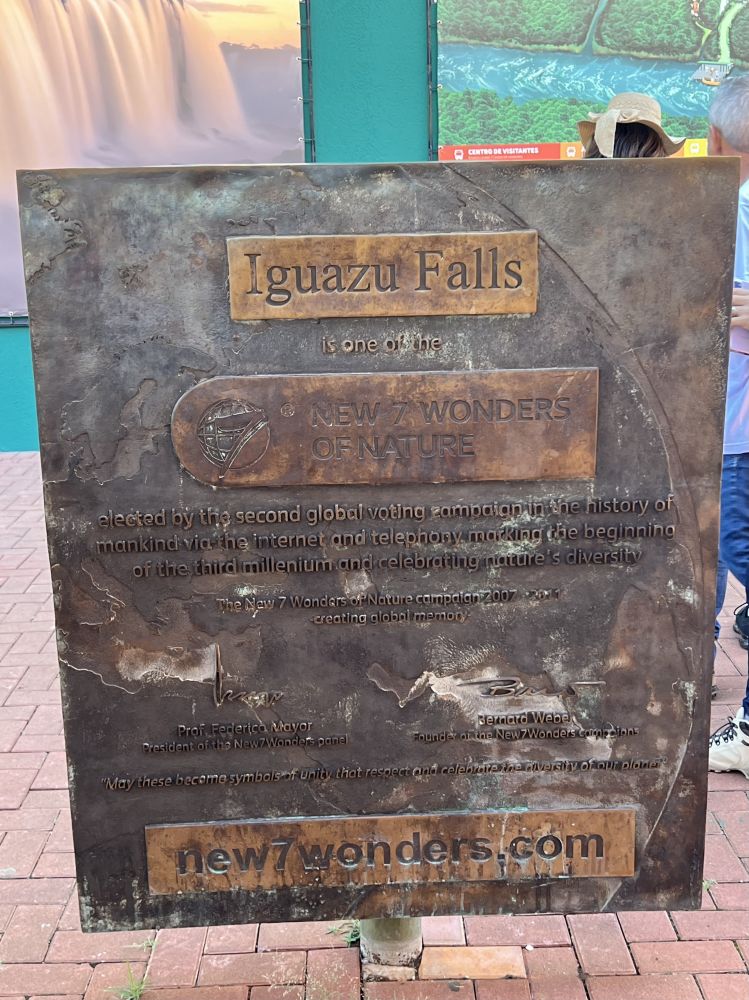 CENTRO DE VISITANTES
Iguazu Falls
is one of the
® NEW 7 WONDERS
OF NATURE
elected by the second global voting campaign in the history of
mankind via the internet and telephony marking the beginning
of the third millenium and celebrating nature's diversity
The New 7 Wonders of Nature campaign 2007 - 2011
creating global memory
Prof. Federico Mayor
President of the New7Wonders panel
Bernard Weber
Founder of the New7Wonders campaigns
"May these become symbols of unity that respect and celebrate the diversity of our planet"
new7wonders.com